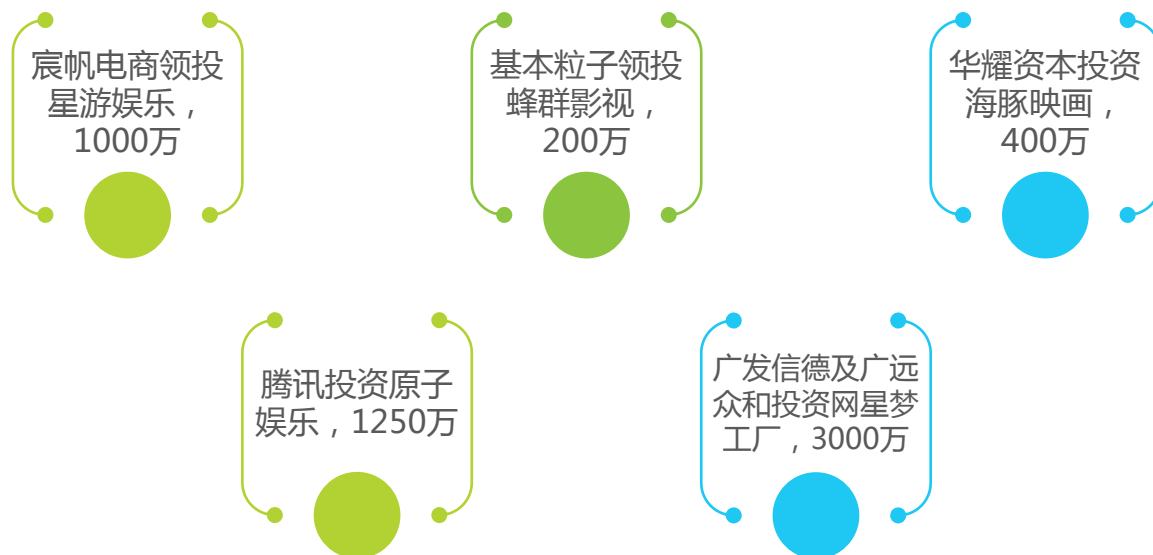 宸帆电商领投
星游娱乐，
1000万
基本粒子领投
蜂群影视，
200万
华耀资本投资
海豚映画，
400万
腾讯投资原子
娱乐，1250万
广发信德及广远
众和投资网星梦
工厂，3000万